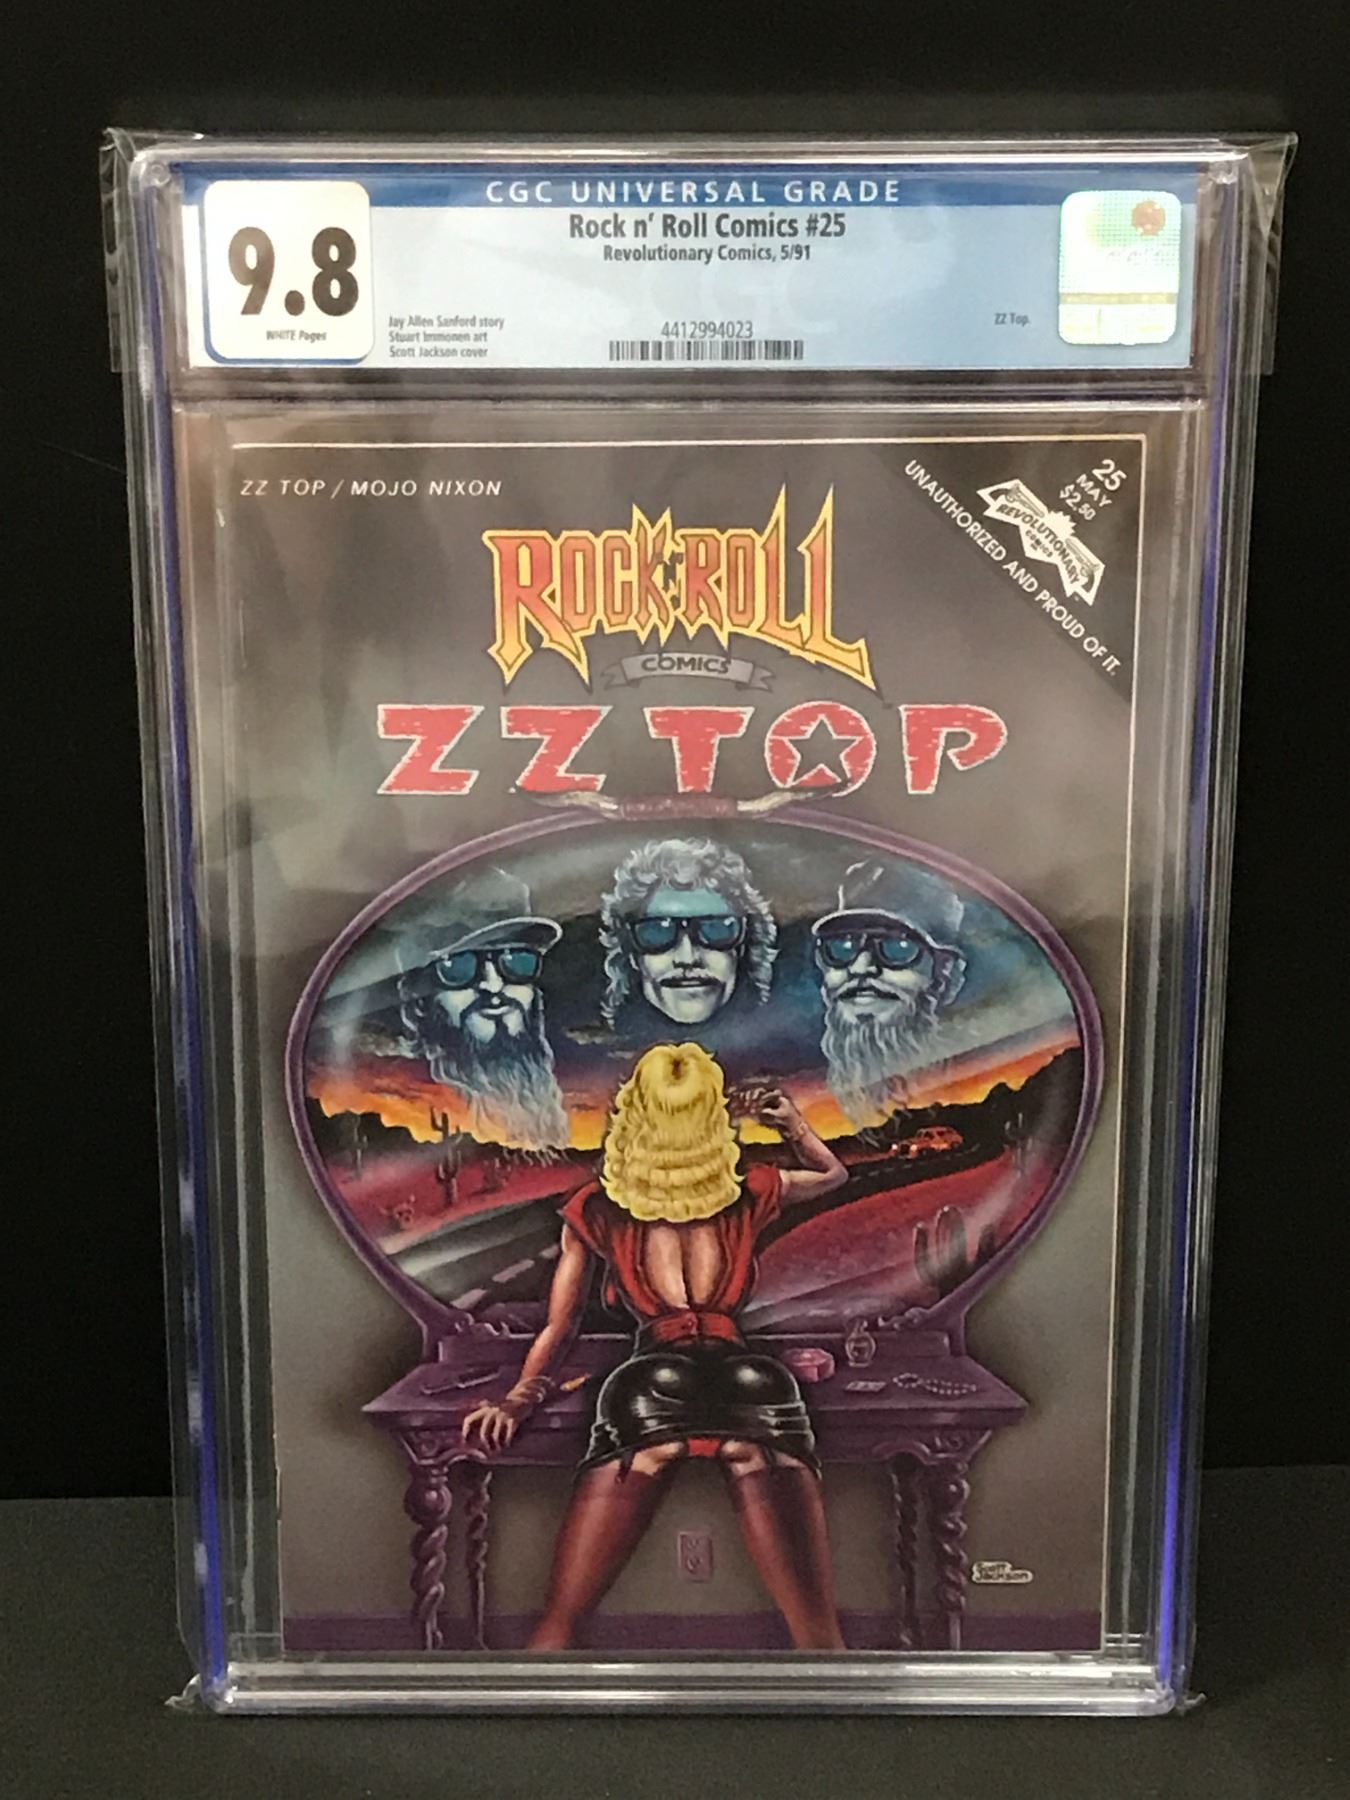 CGC UNIVERSAL GRADE
9.8
WHITE Pages
Rock n' Roll Comics #25
Revolutionary Comics, 5/91
Jay Allen Sanford story
Stuart Immonen art
Scott Jackson cover
4412994023
ZZ Top.
ZZ TOP / MOJO NIXON
25
MAY
$2.50
REVOLUTIONARY
COMICS
UNAUTHORIZED AND PROUD OF IT.
ROCK 'N' ROLL
COMICS
ZZ TOP
Scott
Jackson